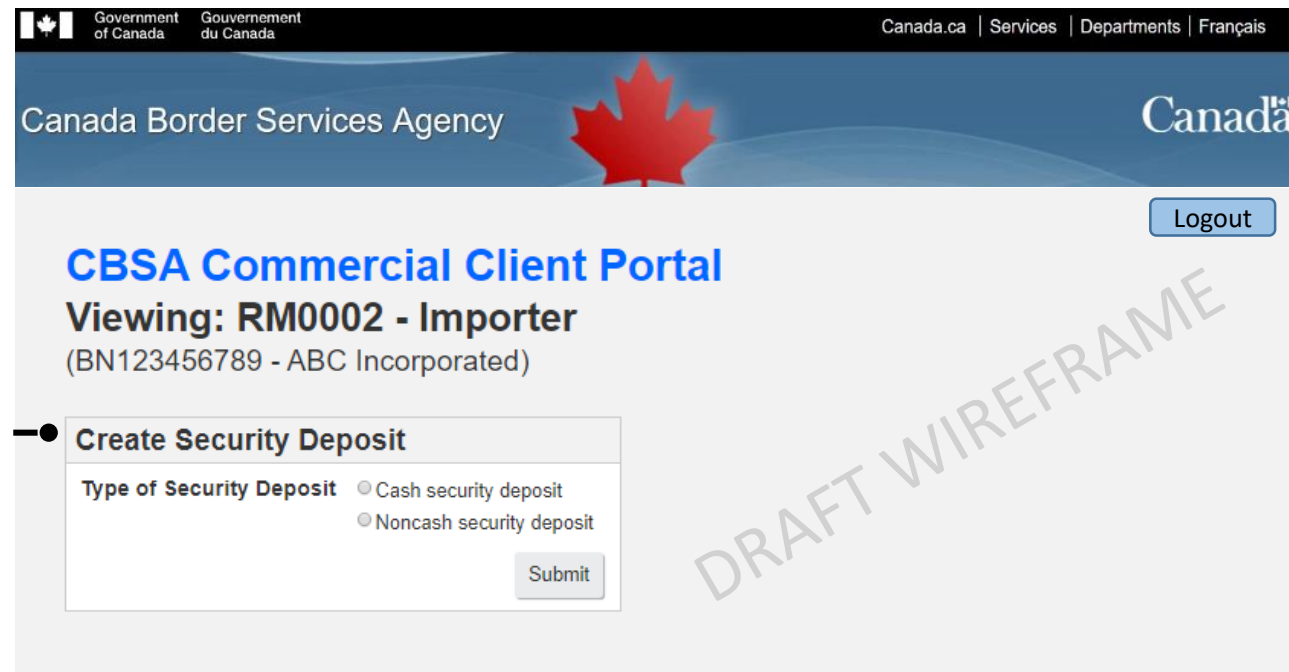 Government Gouvernement
of Canada du Canada
Canada.ca | Services | Departments | Français
Canada Border Services Agency
Canada
Logout
CBSA Commercial Client Portal
Viewing: RM0002 - Importer
(BN123456789 - ABC Incorporated)
DRAFT WIREFRAME
Create Security Deposit
Type of Security Deposit Cash security deposit
Noncash security deposit
Submit